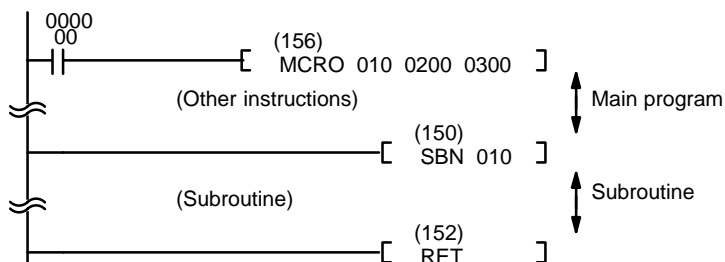 0000
00
(156)
[ MCRO 010 0200 0300 ]
(Other instructions)
Main program
(150)
[ SBN 010 ]
(Subroutine)
Subroutine
(152)
[ RET ]